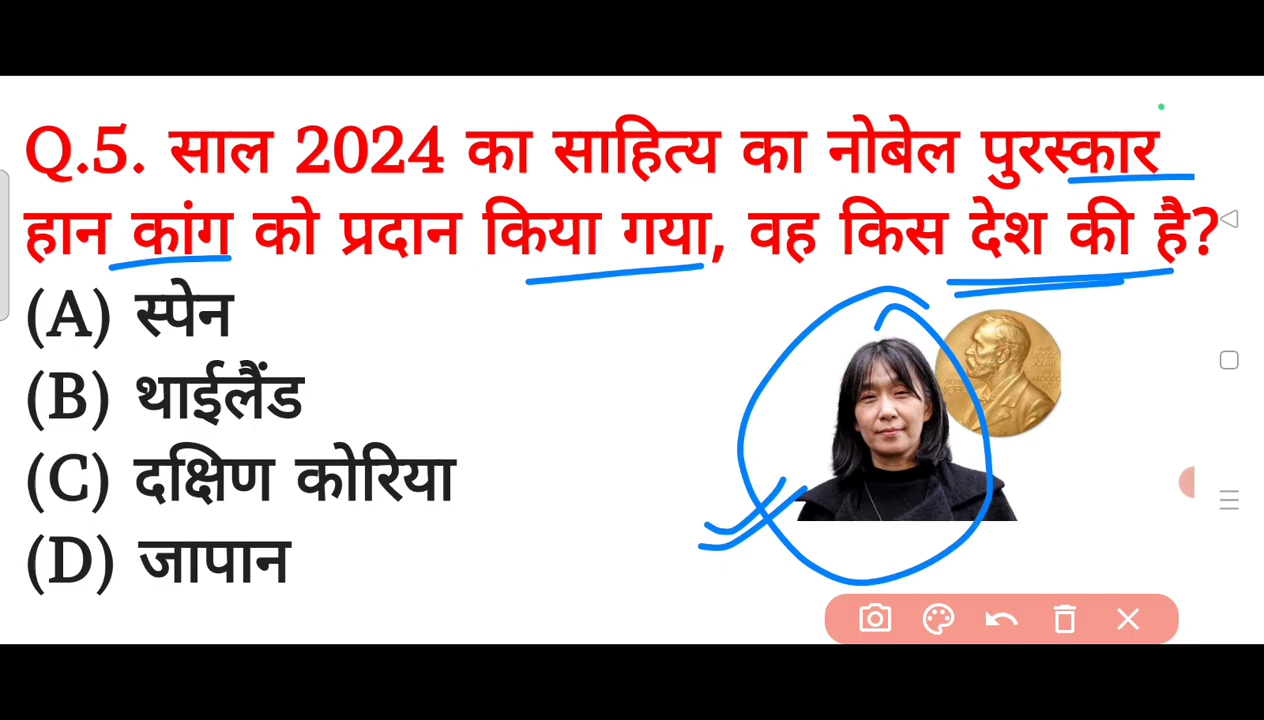 Q.5. साल 2024 का साहित्य का नोबेल पुरस्कार
हान कांग को प्रदान किया गया, वह किस देश की है?
(A) स्पेन
(B) थाईलैंड
(C) दक्षिण कोरिया
(D) जापान